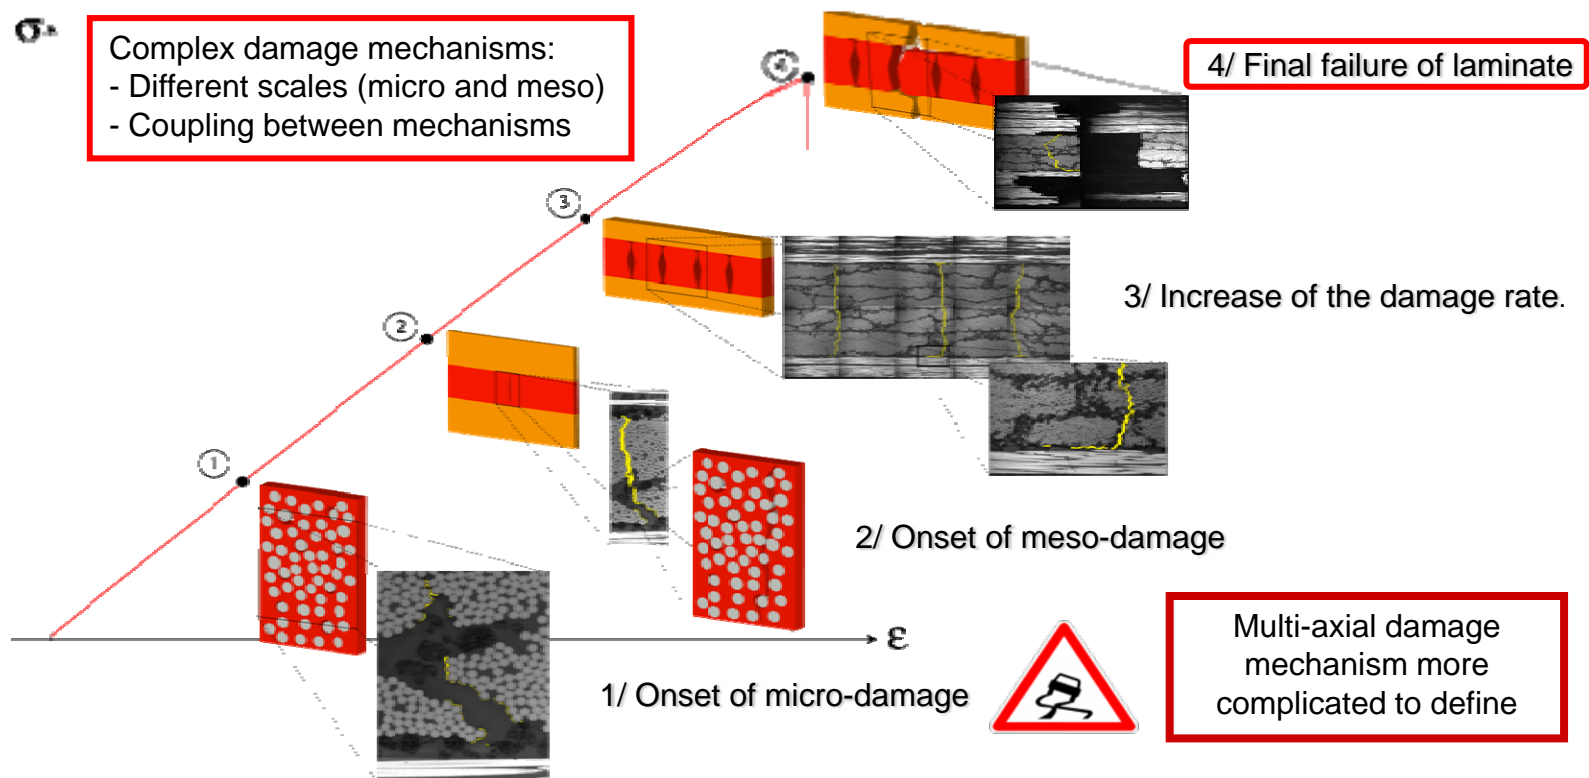 σ
Complex damage mechanisms:
- Different scales (micro and meso)
- Coupling between mechanisms
4
4/ Final failure of laminate
3
3/ Increase of the damage rate.
2
1
2/ Onset of meso-damage
ε
Multi-axial damage
mechanism more
complicated to define
1/ Onset of micro-damage